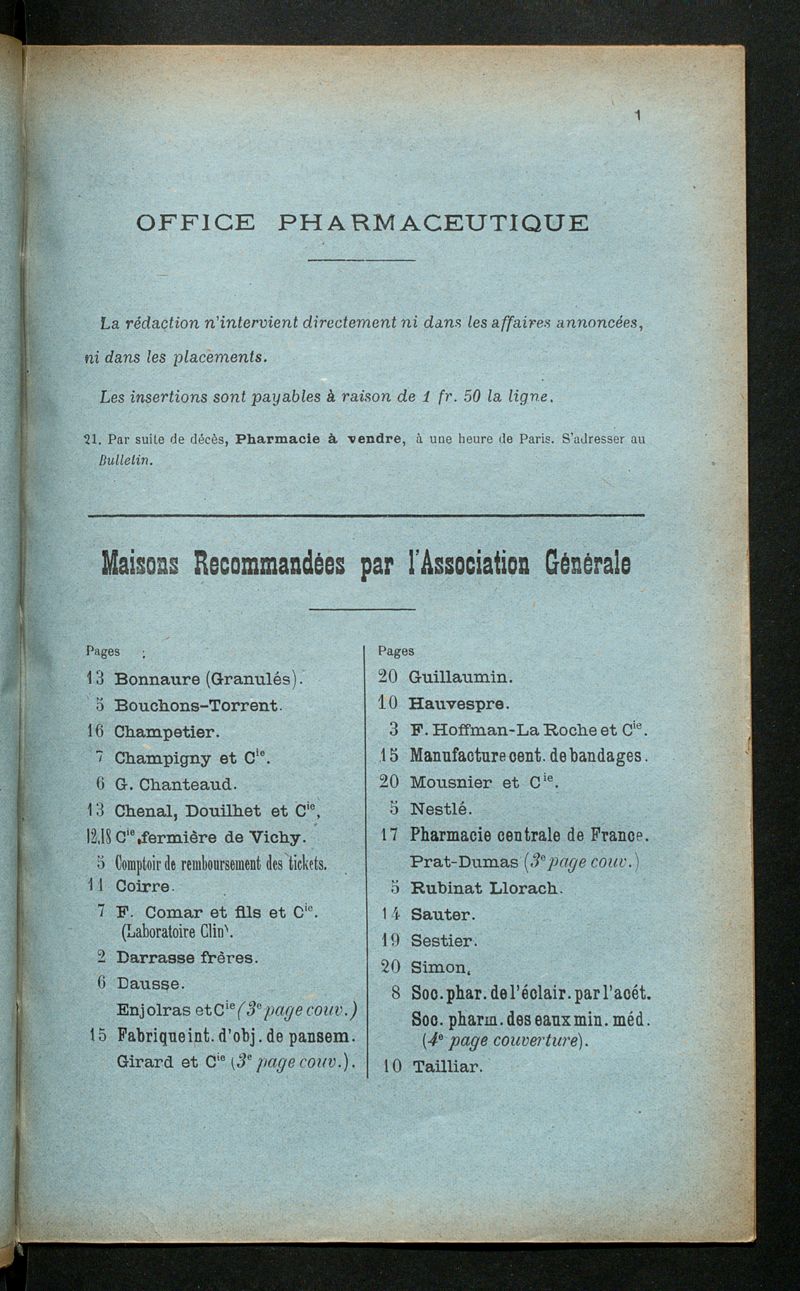 1
OFFICE PHARMACEUTIQUE
La rédaction n'intervient directement ni dans les affaires annoncées,
ni dans les placements.
Les insertions sont payables à raison de 1 fr. 50 la ligne.
21. Par suite de décès, Pharmacie à vendre, à une heure de Paris. S'adresser au
Bulletin.
Maisons Recommandées par l'Association Générale
Pages
13 Bonnaure (Granulés).
5 Bouchons-Torrent.
16 Champetier.
7 Champigny et Cie.
6 G. Chanteaud.
13 Chenal, Douilhet et Cie,
12,18 Cie fermière de Vichy.
5 Comptoir de remboursement des tickets.
11 Coirre.
7 F. Comar et fils et Cie.
(Laboratoire Clin).
2 Darrasse frères.
6 Dausse.
Enjolras et Cie (3e page couv.)
15 Fabrique int. d'obj. de pansem.
Girard et Cie (3e page couv.).
Pages
20 Guillaumin.
10 Hauvespre.
3 F. Hoffman-La Roche et Cie.
15 Manufacture cent. de bandages.
20 Mousnier et Cie.
5 Nestlé.
17 Pharmacie centrale de France.
Prat-Dumas (3e page couv.)
5 Rubinat Llorach.
14 Sauter.
19 Sestier.
20 Simon.
8 Soc. phar. de l'éclair. par l'acét.
Soc. pharm. des eaux min. méd.
(4e page couverture).
10 Tailliar.